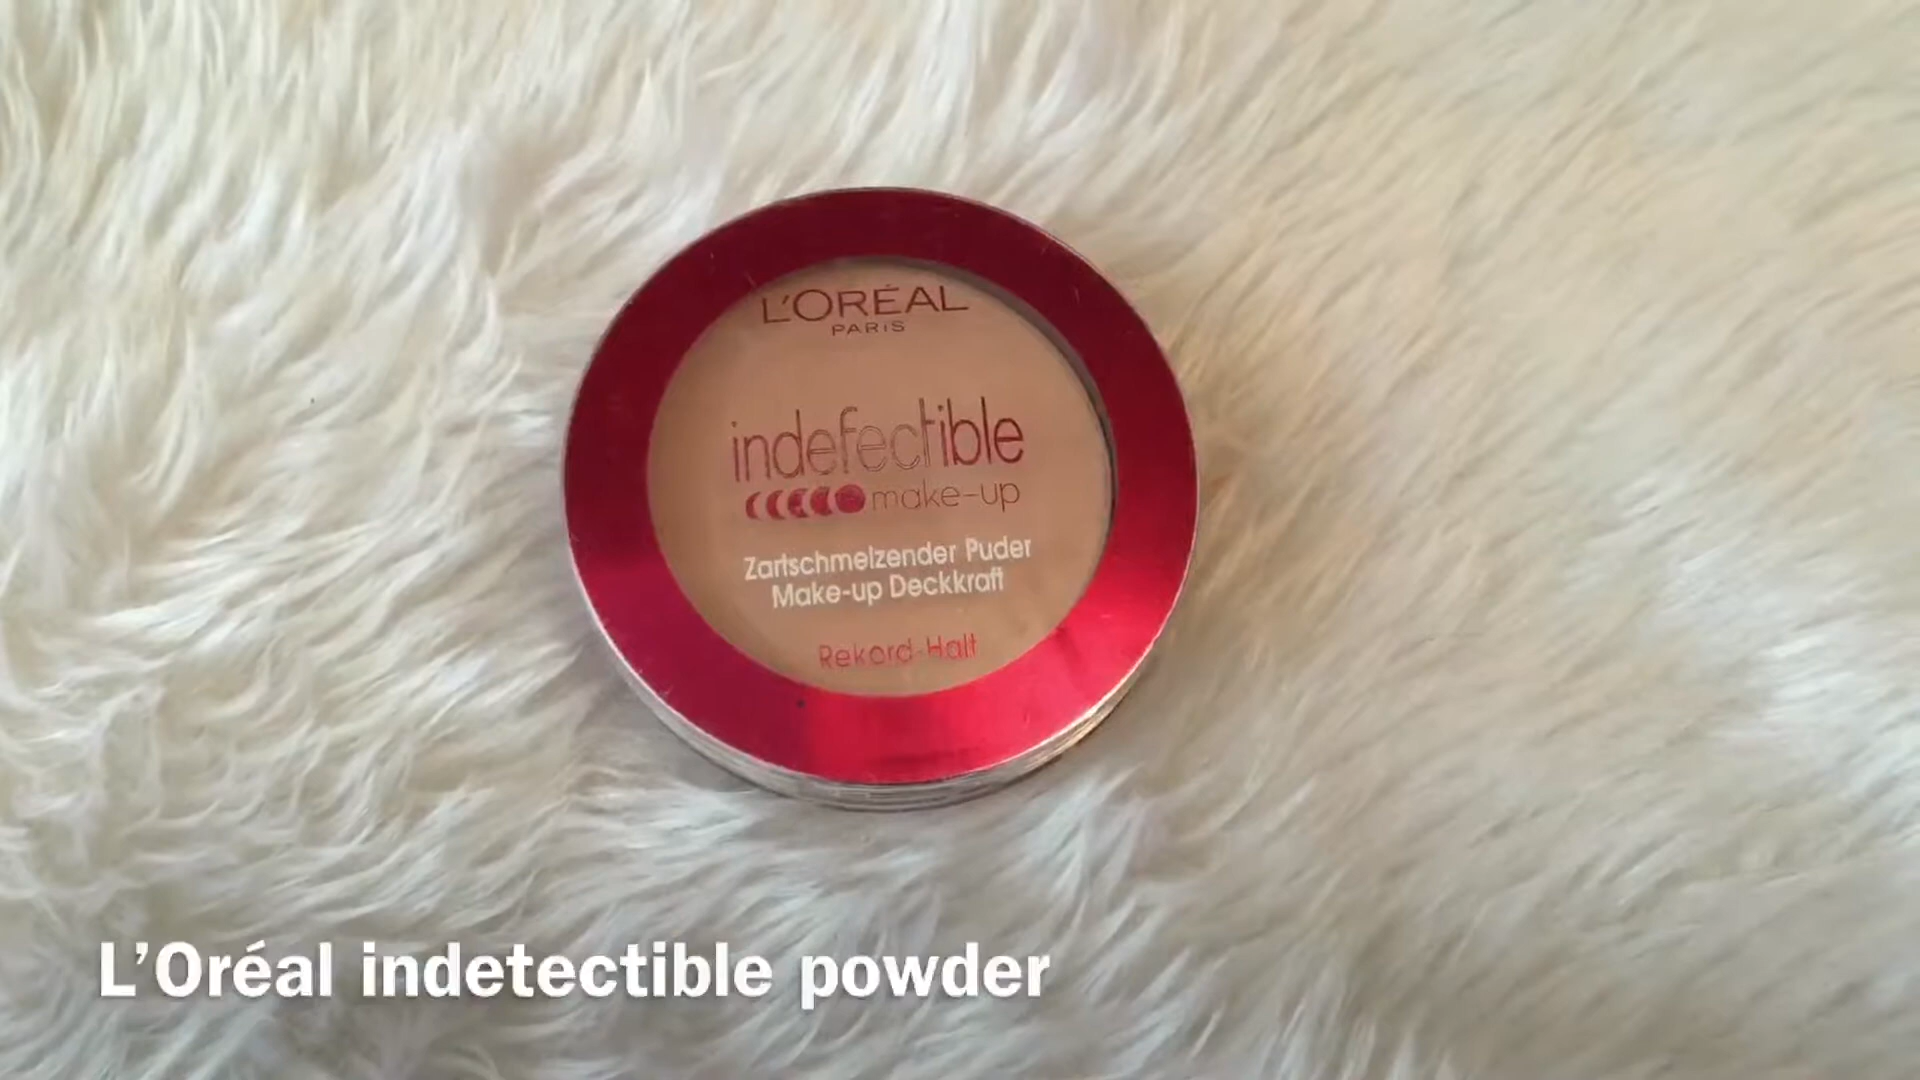 L'ORÉAL
PARIS
indefectible
make-up
Zartschmelzender Puder
Make-up Deckkraft
Rekord-Halt
L’Oréal indetectible powder